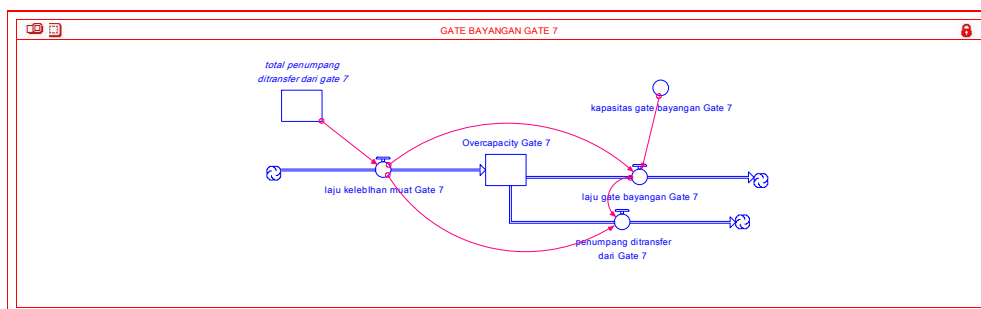 GATE BAYANGAN GATE 7
total penumpang
ditransfer dari gate 7
kapasitas gate bayangan Gate 7
Overcapacity Gate 7
laju kelebIhan muat Gate 7
laju gate bayangan Gate 7
penumpang ditransfer
dari Gate 7